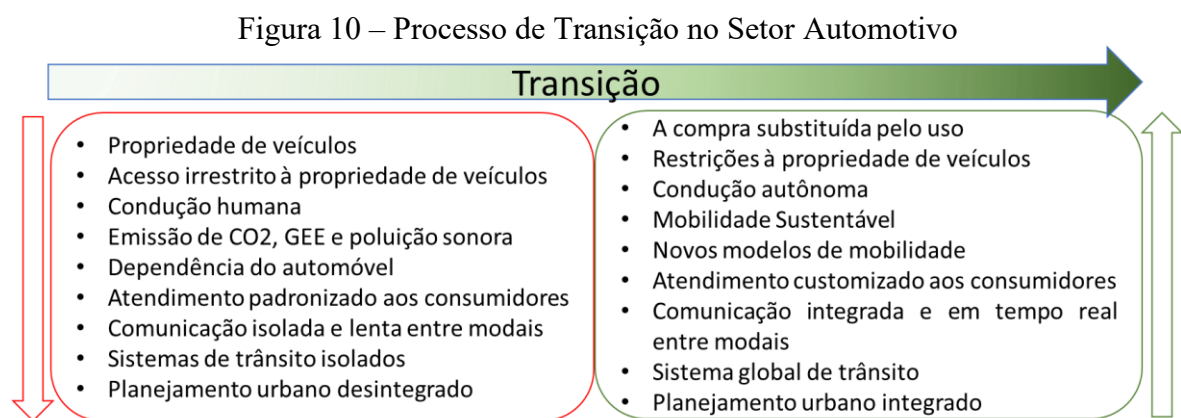 Figura 10 – Processo de Transição no Setor Automotivo
Transição
• Propriedade de veículos
• Acesso irrestrito à propriedade de veículos
• Condução humana
• Emissão de CO2, GEE e poluição sonora
• Dependência do automóvel
• Atendimento padronizado aos consumidores
• Comunicação isolada e lenta entre modais
• Sistemas de trânsito isolados
• Planejamento urbano desintegrado
• A compra substituída pelo uso
• Restrições à propriedade de veículos
• Condução autônoma
• Mobilidade Sustentável
• Novos modelos de mobilidade
• Atendimento customizado aos consumidores
• Comunicação integrada e em tempo real
entre modais
• Sistema global de trânsito
• Planejamento urbano integrado